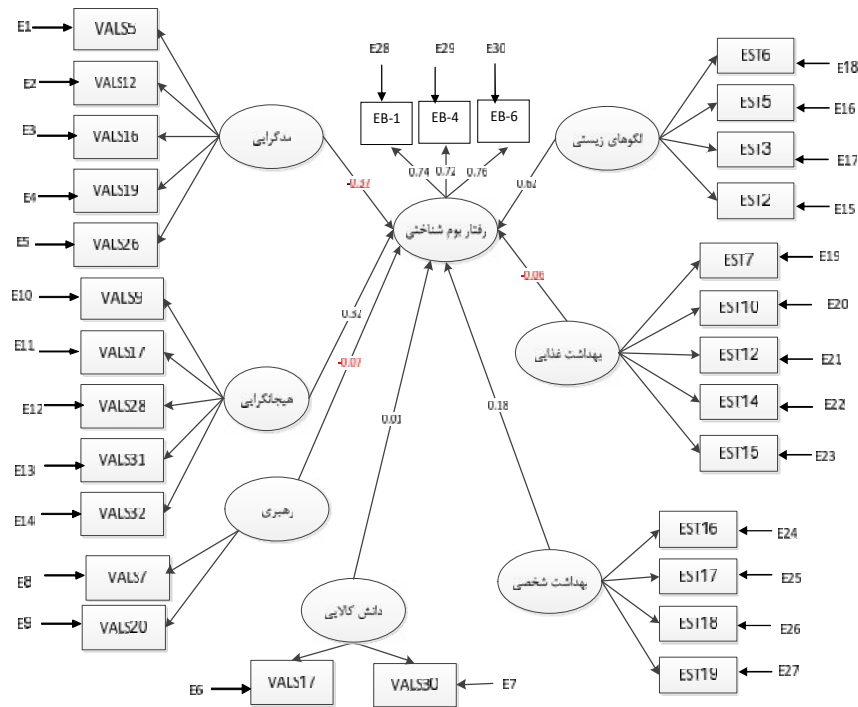 E1
VALS5
E2
VALS12
E3
VALS16
E4
VALS19
E5
VALS26
مدگرایی
E28
E29
E30
EB-1
EB-4
EB-6
0.74
0.72
0.76
رفتار بوم شناختی
الگوهای زیستی
EST6
E18
EST5
E16
EST3
E17
EST2
E15
-0.37
0.62
E10
VALS9
E11
VALS17
E12
VALS28
E13
VALS31
E14
VALS32
هیجانگرایی
0.32
-0.07
-0.06
بهداشت غذایی
EST7
E19
EST10
E20
EST12
E21
EST14
E22
EST15
E23
رهبری
E8
VALS7
E9
VALS20
0.01
0.18
دانش کالایی
E6
VALS17
VALS30
E7
بهداشت شخصی
EST16
E24
EST17
E25
EST18
E26
EST19
E27